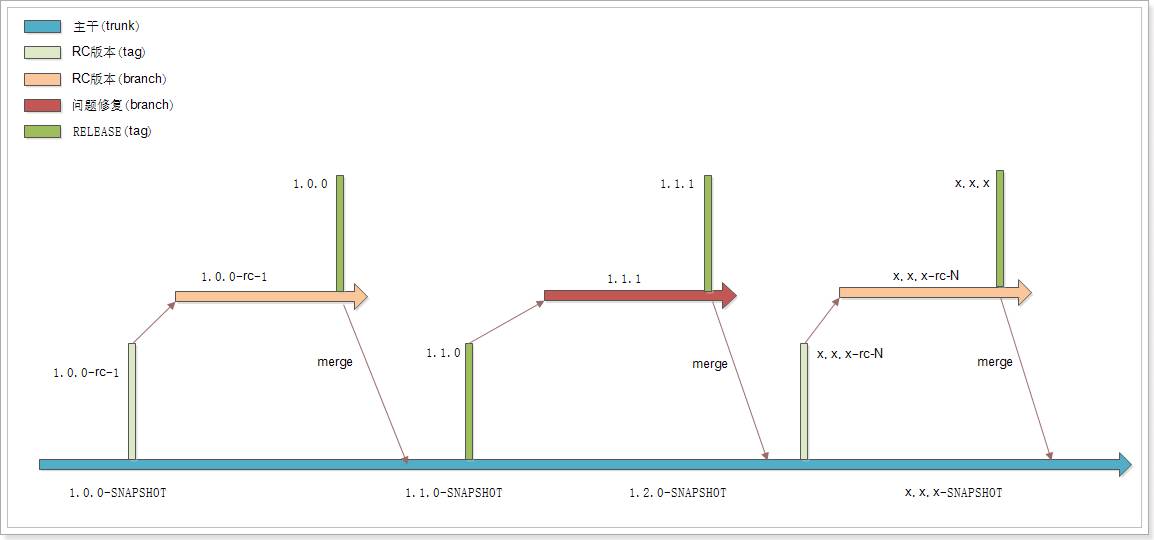 主干(trunk)
RC版本(tag)
RC版本(branch)
问题修复(branch)
RELEASE(tag)
1.0.0
1.1.1
x.x.x
1.0.0-rc-1
1.1.1
x.x.x-rc-N
1.0.0-rc-1
merge
1.1.0
merge
x.x.x-rc-N
merge
1.0.0-SNAPSHOT
1.1.0-SNAPSHOT
1.2.0-SNAPSHOT
x.x.x-SNAPSHOT